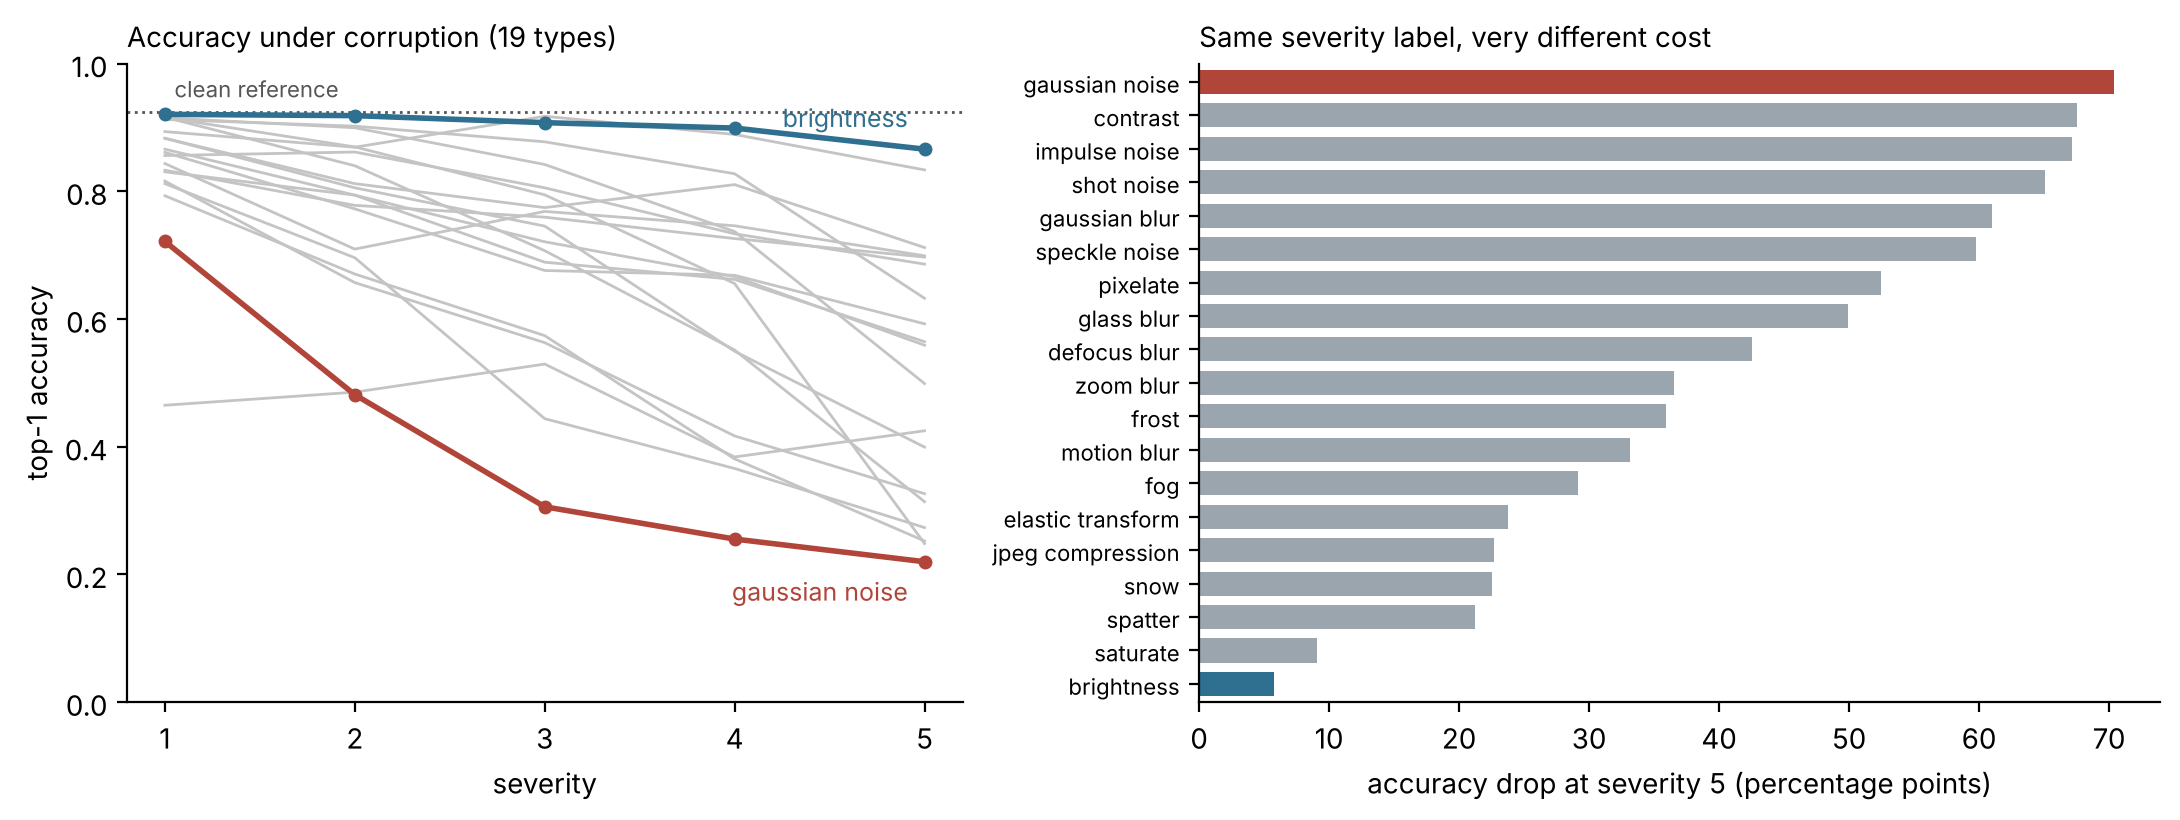 Accuracy under corruption (19 types)
1.0
0.8
0.6
0.4
0.2
0.0
top-1 accuracy
clean reference
brightness
gaussian noise
1 2 3 4 5
severity
Same severity label, very different cost
gaussian noise
contrast
impulse noise
shot noise
gaussian blur
speckle noise
pixelate
glass blur
defocus blur
zoom blur
frost
motion blur
fog
elastic transform
jpeg compression
snow
spatter
saturate
brightness
0 10 20 30 40 50 60 70
accuracy drop at severity 5 (percentage points)